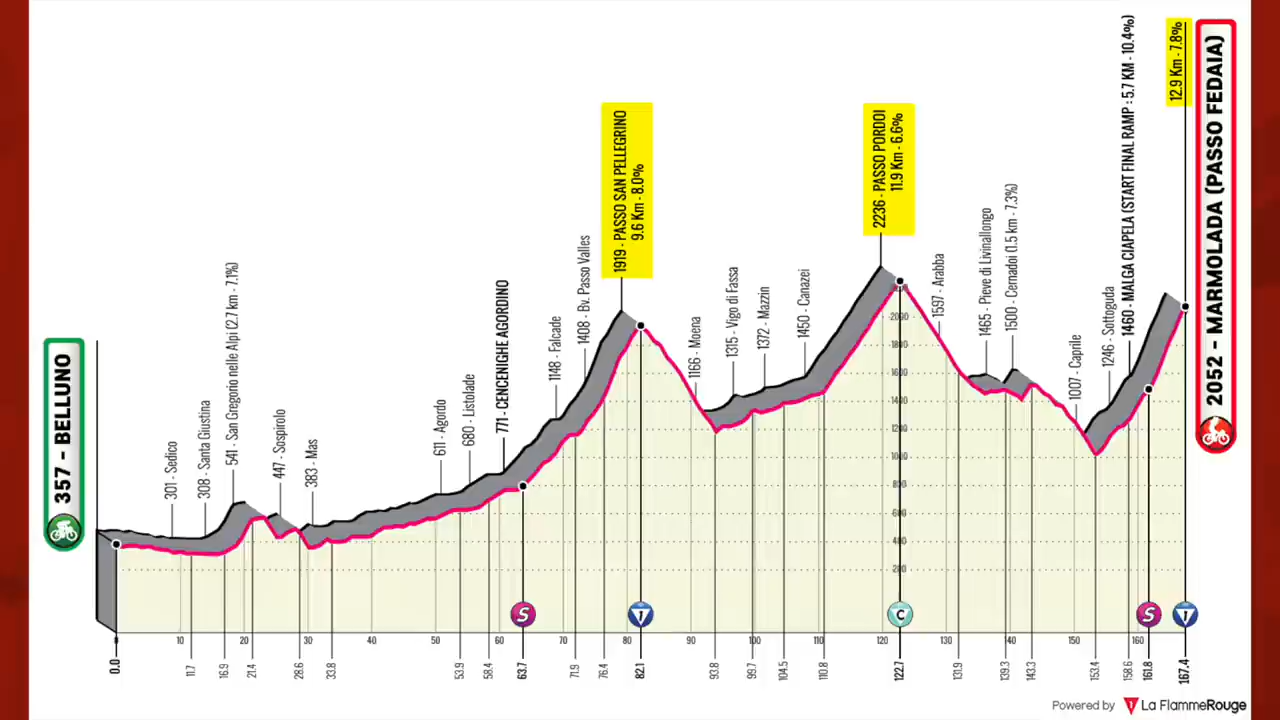 357 - BELLUNO
301 - Sedico
308 - Santa Giustina
541 - San Gregorio nelle Alpi (2.7 km - 7.1%)
447 - Sospirolo
383 - Mas
611 - Agordo
680 - Listolade
771 - CENCENIGHE AGORDINO
1148 - Falcade
1408 - Bv. Passo Valles
1919 - PASSO SAN PELLEGRINO
9.6 Km - 8.0%
1166 - Moena
1315 - Vigo di Fassa
1372 - Mazzin
1450 - Canazei
2236 - PASSO PORDOI
11.9 Km - 6.6%
1597 - Arabba
1465 - Pieve di Livinallongo
1500 - Cernadoi (1.5 km - 7.3%)
1007 - Caprile
1246 - Sottoguda
1460 - MALGA CIAPELA (START FINAL RAMP : 5.7 KM - 10.4%)
12.9 Km - 7.8%
2052 - MARMOLADA (PASSO FEDAIA)
2000
1800
1600
1400
1200
1000
800
600
400
200
S
1
C
S
1
0 10 20 30 40 50 60 70 80 90 100 110 120 130 140 150 160
0.0 11.7 16.9 21.4 28.6 33.8 53.9 58.4 63.7 71.9 76.4 82.1 93.8 99.7 104.5 110.8 122.7 131.9 139.3 143.3 153.4 158.6 161.8 167.4
Powered by La FlammeRouge